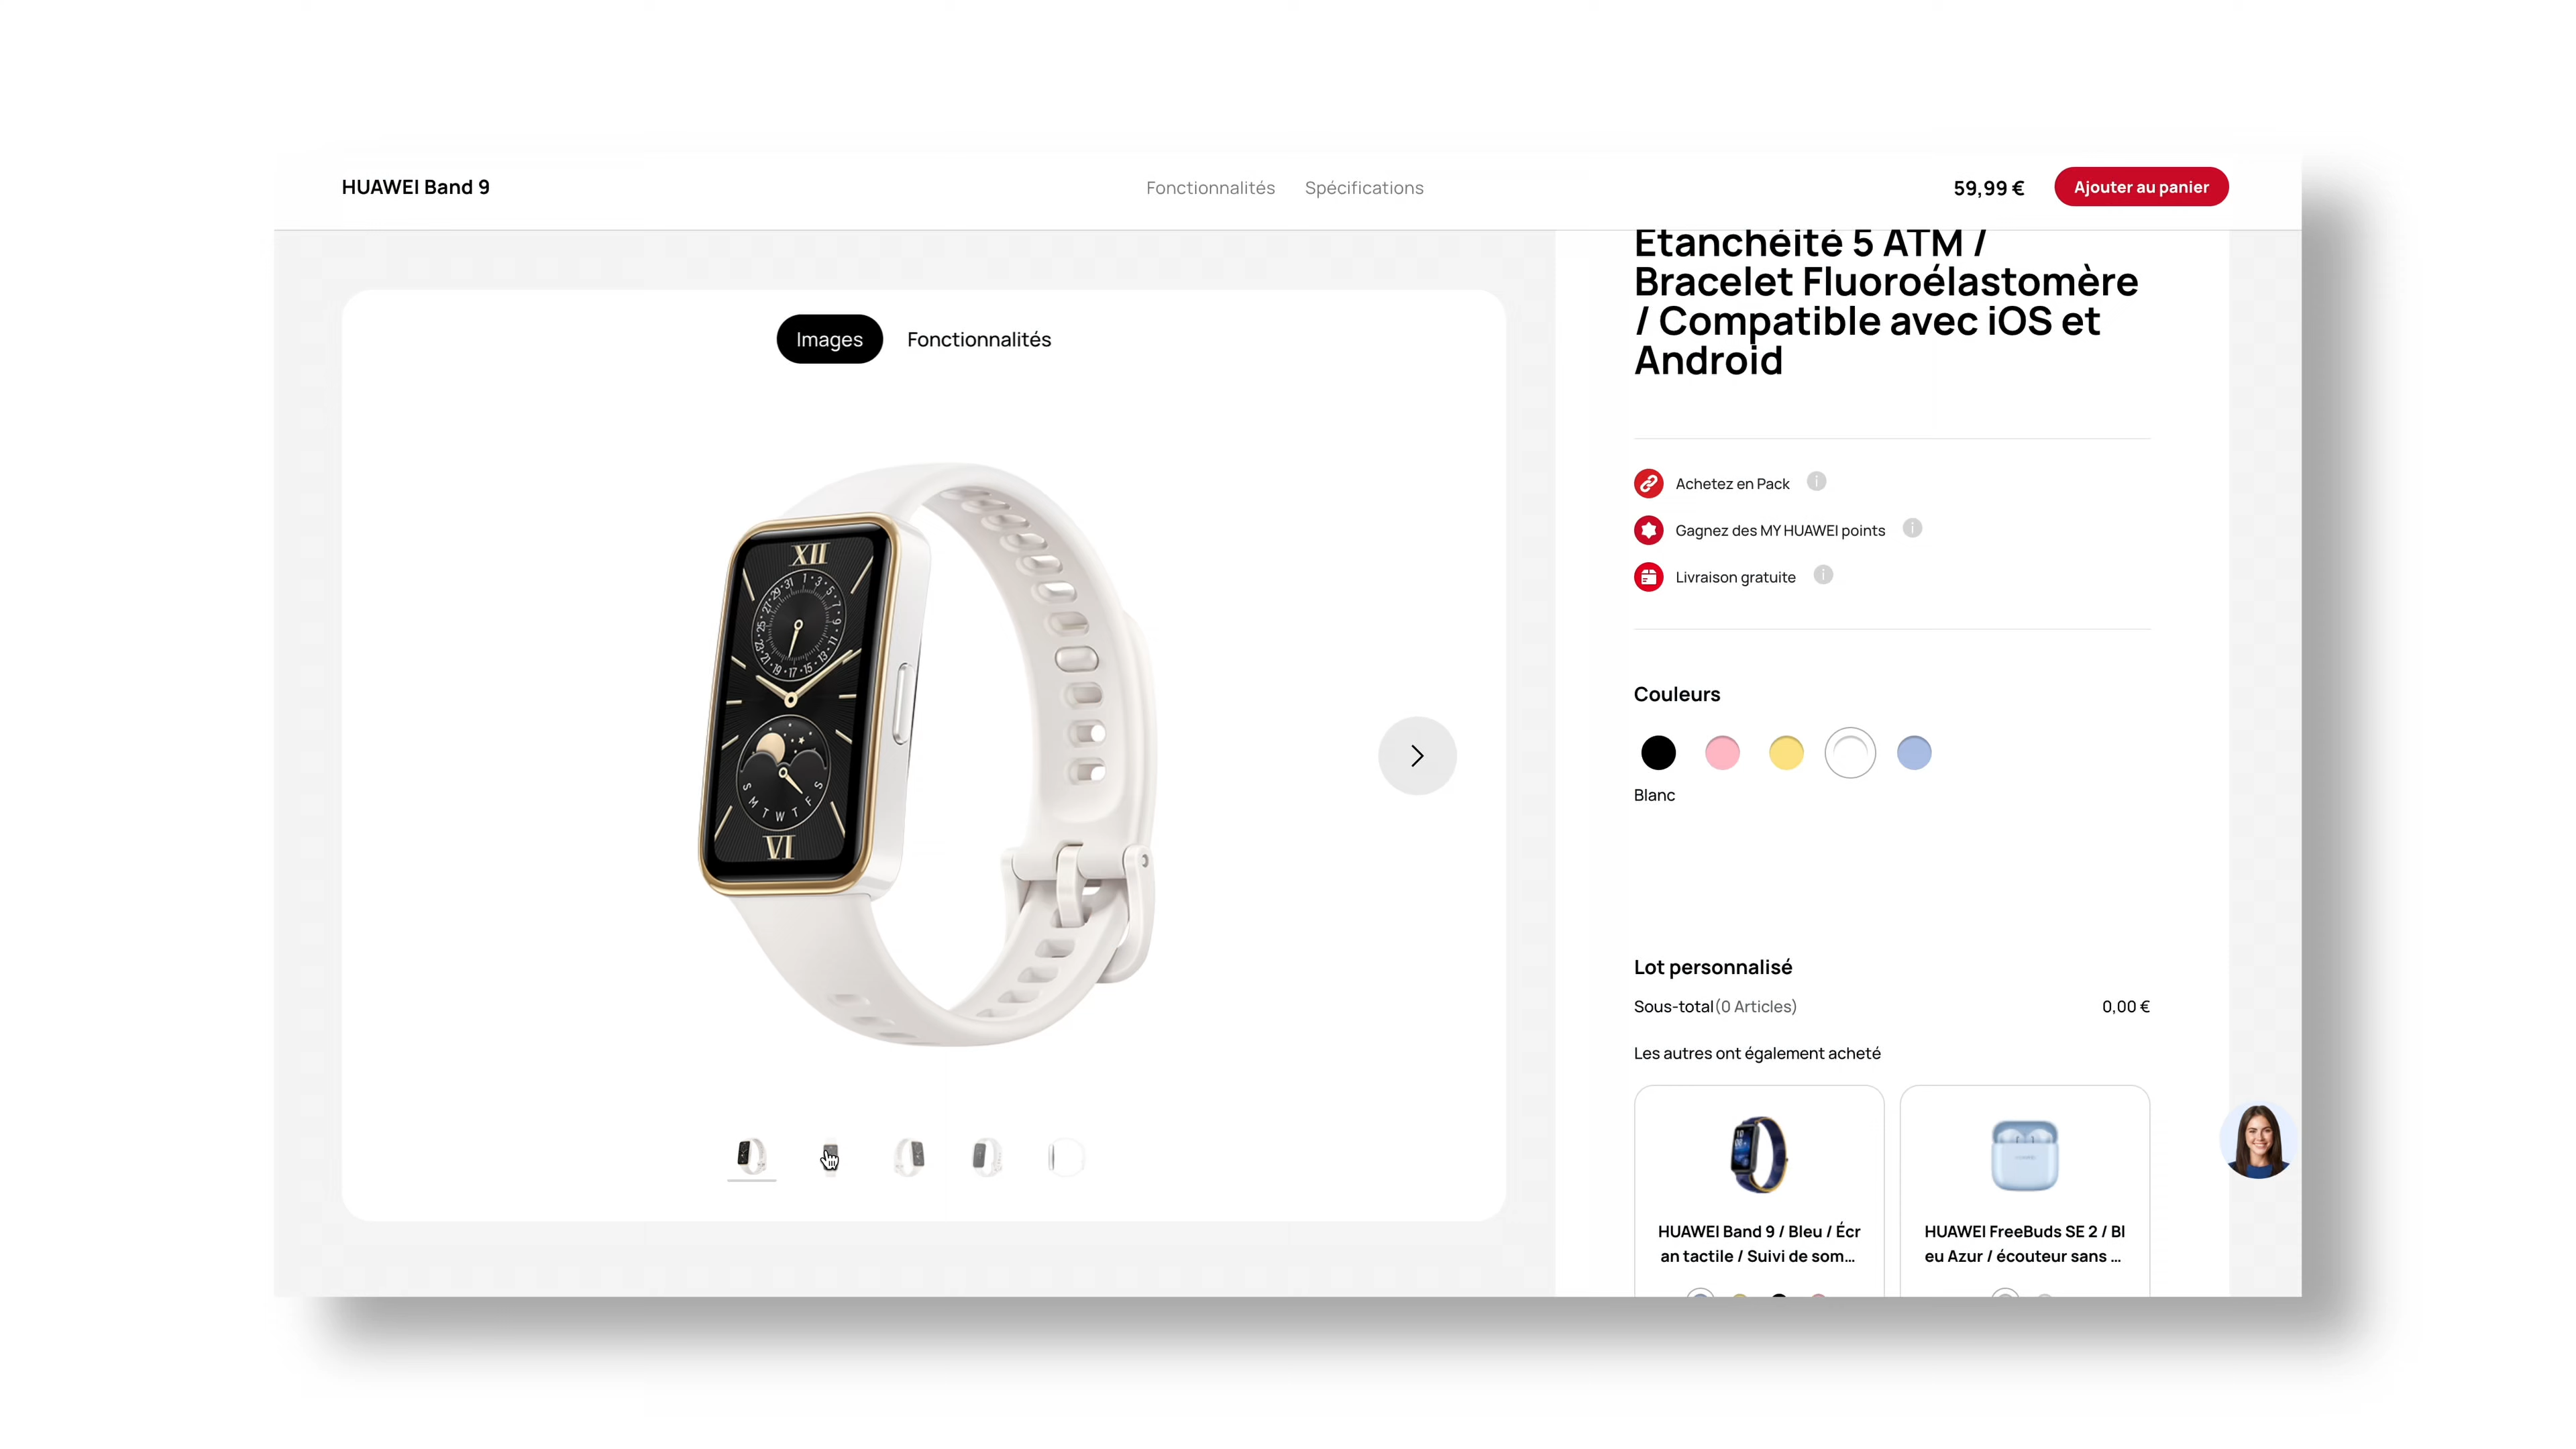 HUAWEI Band 9
Fonctionnalités
Spécifications
59,99 €
Ajouter au panier
Images
Fonctionnalités
XII
VI
S M T W T F S
Étanchéité 5 ATM /
Bracelet Fluoroélastomère
/ Compatible avec iOS et
Android
Achetez en Pack
Gagnez des MY HUAWEI points
Livraison gratuite
Couleurs
Blanc
Lot personnalisé
Sous-total(0 Articles)
0,00 €
Les autres ont également acheté
HUAWEI Band 9 / Bleu / Écr
an tactile / Suivi de som...
HUAWEI FreeBuds SE 2 / Bl
eu Azur / écouteur sans ...